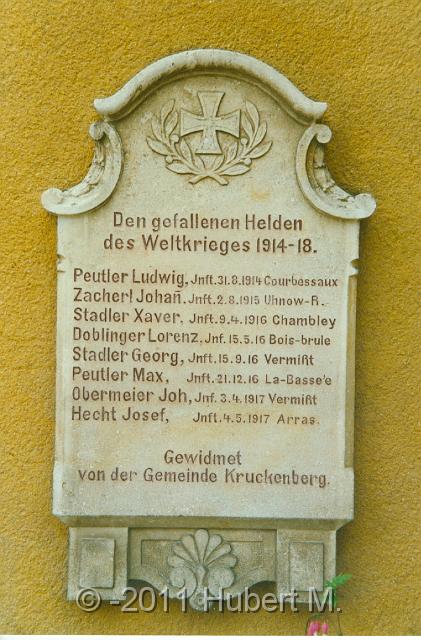 Den gefallenen Helden
des Weltkrieges 1914-18.
Peutler Ludwig, Jnft. 31.8.1914 Courbessaux
Zacherl Johañ, Jnft. 2.8.1915 Uhnow-R.
Stadler Xaver, Jnft. 9.4.1916 Chambley
Doblinger Lorenz, Jnf. 15.5.16 Bois-brule
Stadler Georg, Jnft. 15.9.16 Vermißt
Peutler Max, Jnft. 21.12.16 La-Basse'e
Obermeier Joh, Jnf. 3.4.1917 Vermißt
Hecht Josef, Jnft. 4.5.1917 Arras.
Gewidmet
von der Gemeinde Kruckenberg.
© -2011 Hubert M.